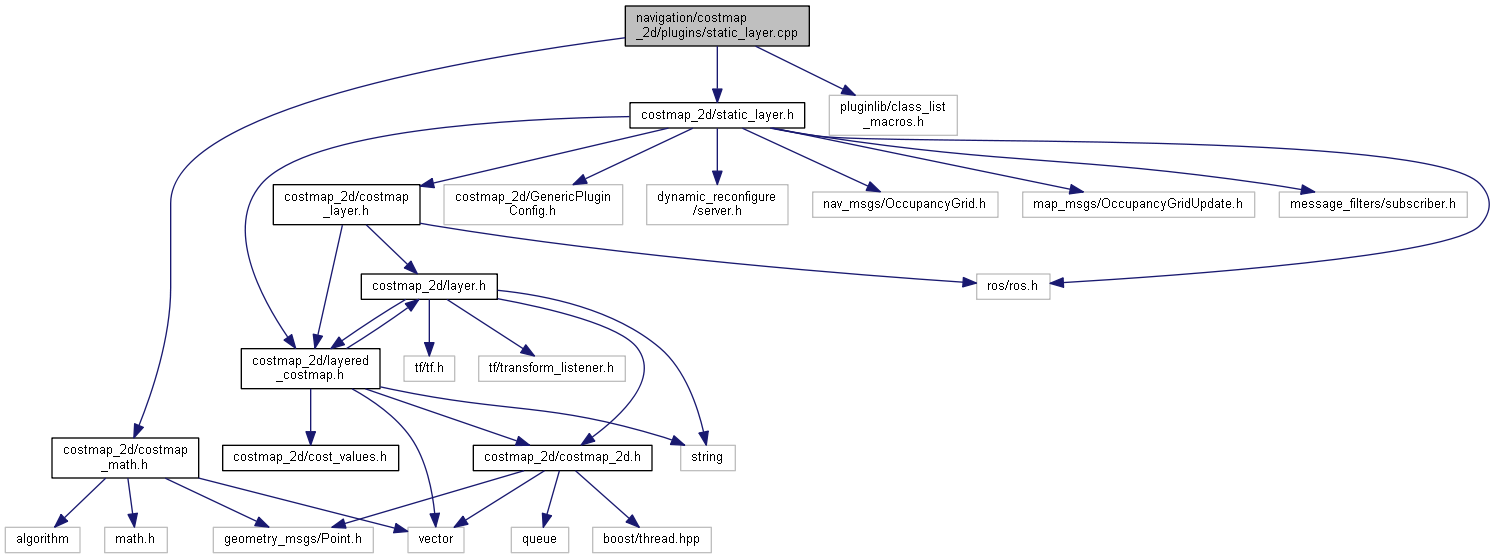 navigation/costmap
_2d/plugins/static_layer.cpp
costmap_2d/static_layer.h
pluginlib/class_list
_macros.h
costmap_2d/costmap
_layer.h
costmap_2d/GenericPlugin
Config.h
dynamic_reconfigure
/server.h
nav_msgs/OccupancyGrid.h
map_msgs/OccupancyGridUpdate.h
message_filters/subscriber.h
costmap_2d/layer.h
ros/ros.h
costmap_2d/layered
_costmap.h
tf/tf.h
tf/transform_listener.h
costmap_2d/costmap
_math.h
costmap_2d/cost_values.h
costmap_2d/costmap_2d.h
string
algorithm
math.h
geometry_msgs/Point.h
vector
queue
boost/thread.hpp